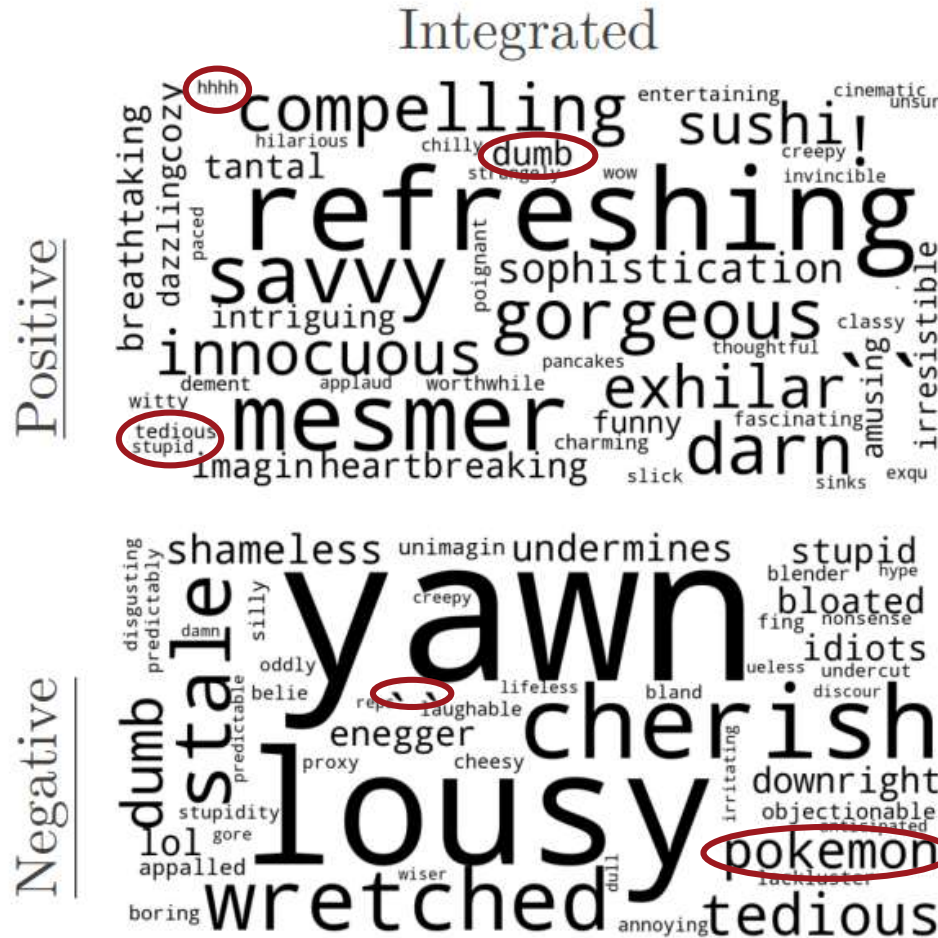 Integrated
Positive
hhhh
compelling
entertaining
cinematic
unsur
sushi!
hilarious
chilly
dumb
creepy
tantal
strangely
wow
invincible
breathtaking
dazzling
cozy
paced
refreshing
savvy
poignant
sophistication
intriguing
gorgeous
classy
irresistible
innocuous
pancakes
thoughtful
amusing
``
dement
applaud
worthwhile
exhilar
witty
mesmer
funny
fascinating
tedious
stupid
charming
darn
imagin
heartbreaking
slick
sinks
exqu
Negative
disgusting
predictably
shameless
unimagin
undermines
stupid
blender
hype
yawn
creepy
silly
damn
stale
bloated
fing
nonsense
idiots
oddly
ueless
undercut
belie
lifeless
bland
discour
``
laughable
cherish
dumb
predictable
enegger
proxy
cheesy
irritating
downright
lousy
stupidity
objectionable
anticipated
lol
gore
pokemon
appalled
wiser
dull
lackluster
wretched
boring
annoying
tedious